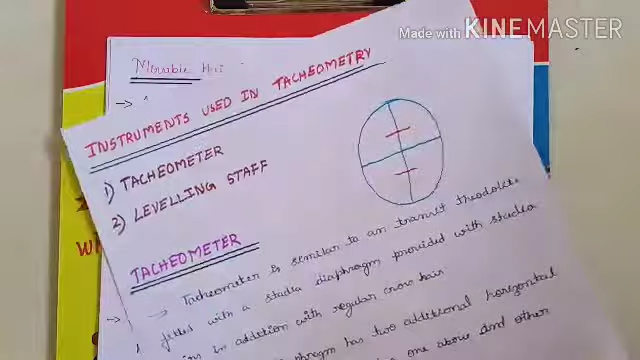 Made with KINEMASTER
Movable Hair
INSTRUMENTS USED IN TACHEOMETRY
1) TACHEOMETER
2) LEVELLING STAFF
TACHEOMETER
→ Tacheometer is similar to an transit theodolite
fitted with a stadia diaphragm provided with stadia
in addition with regular cross hair
has two additional horizontal
one above and other